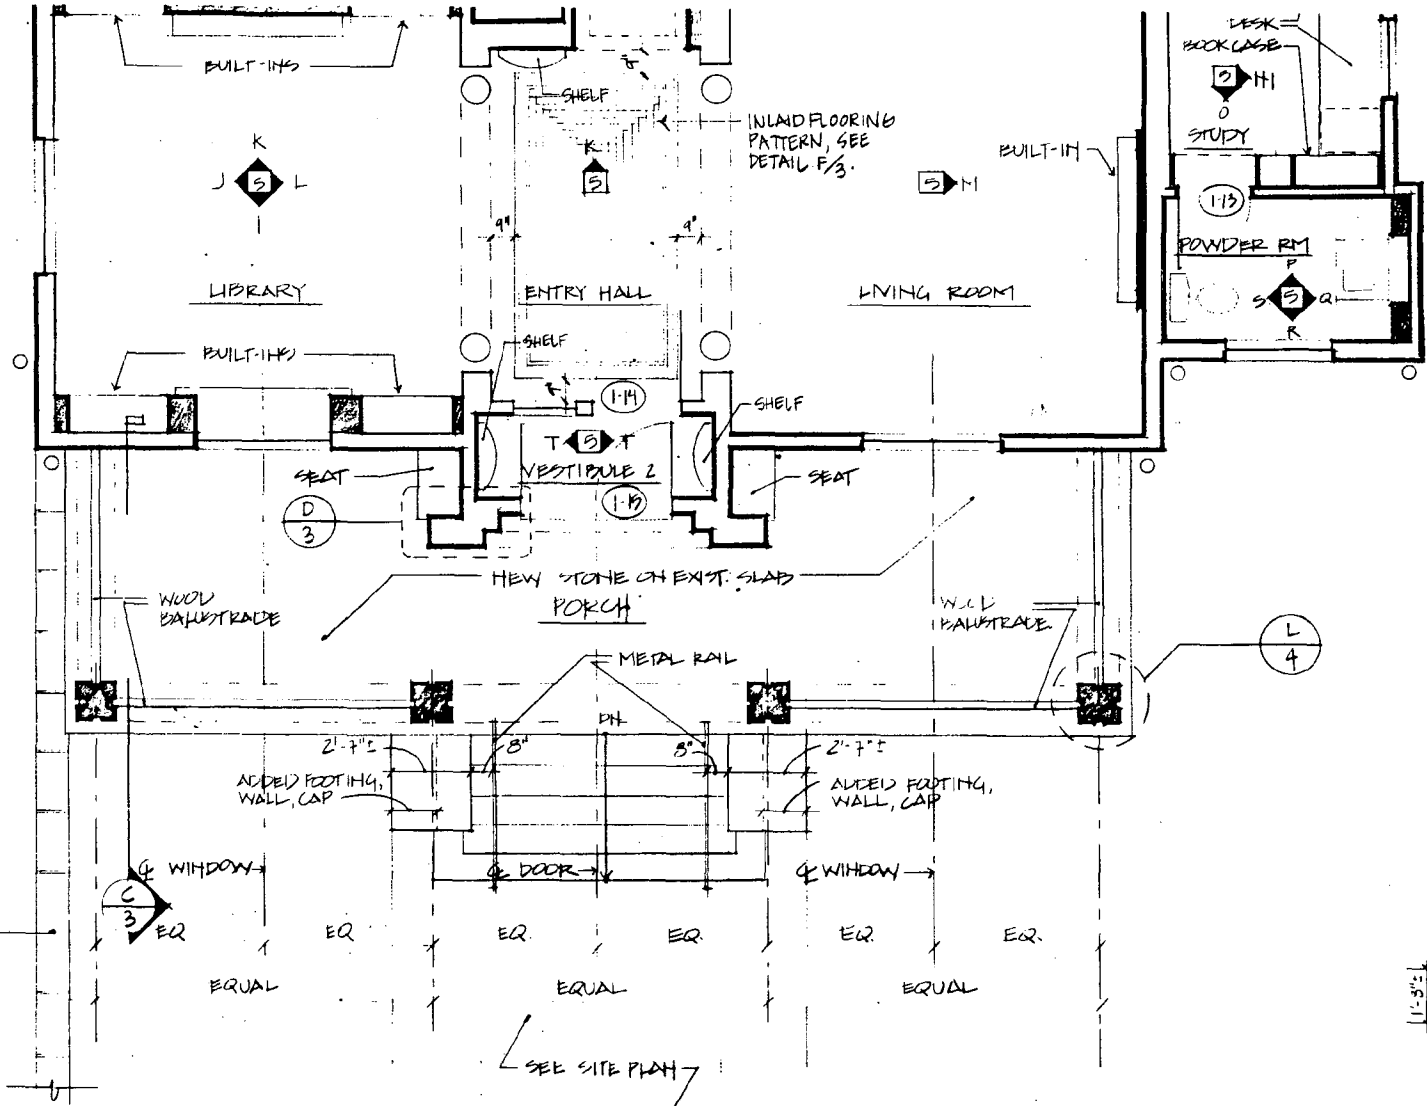 DESK
BOOKCASE
BUILT-INS
SHELF
3 H
O
STUDY
INLAID FLOORING
PATTERN, SEE
DETAIL F/3.
BUILT-IN
K
J 5 L
I
K
5
5 M
1-13
9"
9"
POWDER RM
P
S 5 Q
R
LIBRARY
ENTRY HALL
LIVING ROOM
SHELF
BUILT-INS
1-14
SHELF
T 5 T
VESTIBULE 2
SEAT
SEAT
1-15
D
3
NEW STONE ON EXIST. SLAB
PORCH
WOOD
BALUSTRADE
BALUSTRADE
L
4
METAL RAIL
DN.
2'-7"±
8"
8"
2'-7"±
ADDED FOOTING,
WALL, CAP
ADDED FOOTING,
WALL, CAP
℄ WINDOW
℄ DOOR
℄ WINDOW
C
3
EQ
EQ
EQ.
EQ.
EQ.
EQ.
EQUAL
EQUAL
EQUAL
1'-3"±
SEE SITE PLAN